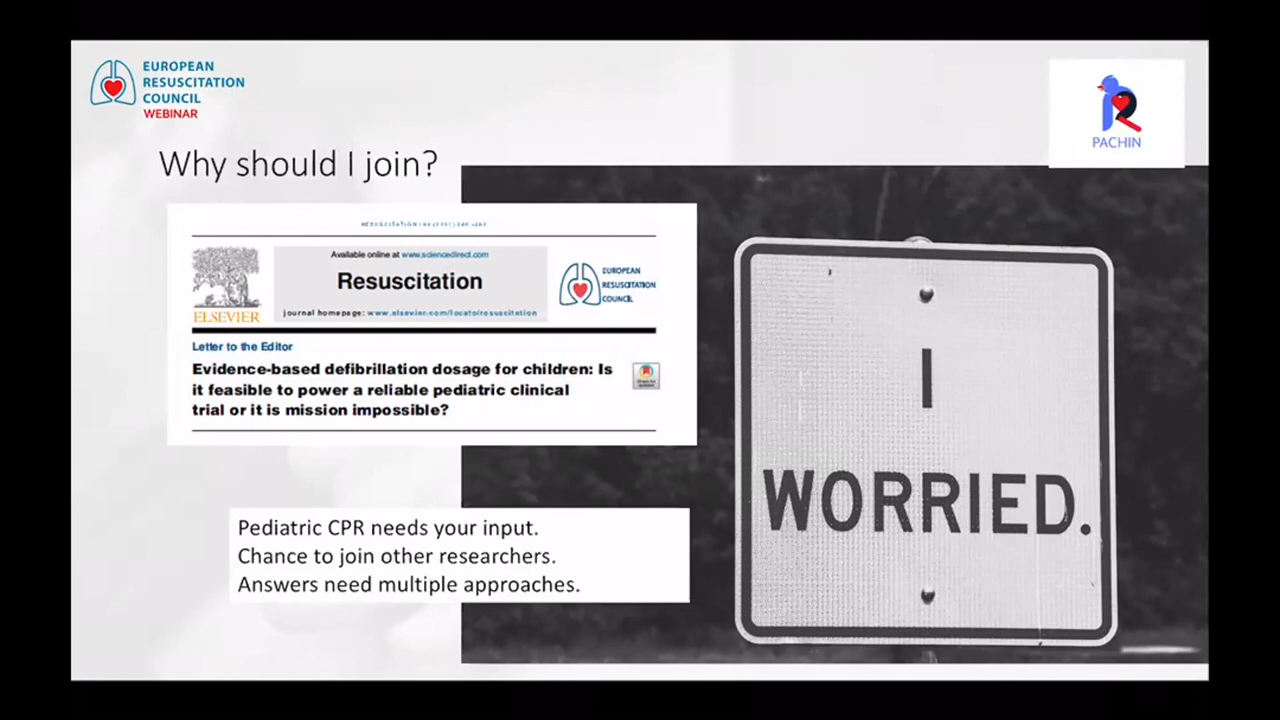 EUROPEAN
RESUSCITATION
COUNCIL
WEBINAR
PACHIN
Why should I join?
Available online at www.sciencedirect.com
Resuscitation
journal homepage: www.elsevier.com/locate/resuscitation
ELSEVIER
EUROPEAN
RESUSCITATION
COUNCIL
Letter to the Editor
Evidence-based defibrillation dosage for children: Is
it feasible to power a reliable pediatric clinical
trial or it is mission impossible?
Pediatric CPR needs your input.
Chance to join other researchers.
Answers need multiple approaches.
I
WORRIED.